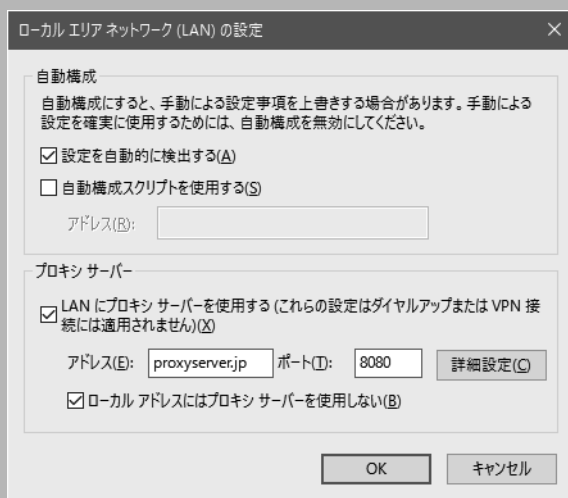 ローカル エリア ネットワーク (LAN) の設定
自動構成
自動構成にすると、手動による設定事項を上書きする場合があります。手動による
設定を確実に使用するためには、自動構成を無効にしてください。
設定を自動的に検出する(A)
自動構成スクリプトを使用する(S)
アドレス(R):
プロキシ サーバー
LAN にプロキシ サーバーを使用する (これらの設定はダイヤルアップまたは VPN 接
続には適用されません)(X)
アドレス(E): proxyserver.jp ポート(T): 8080 詳細設定(C)
ローカル アドレスにはプロキシ サーバーを使用しない(B)
OK キャンセル